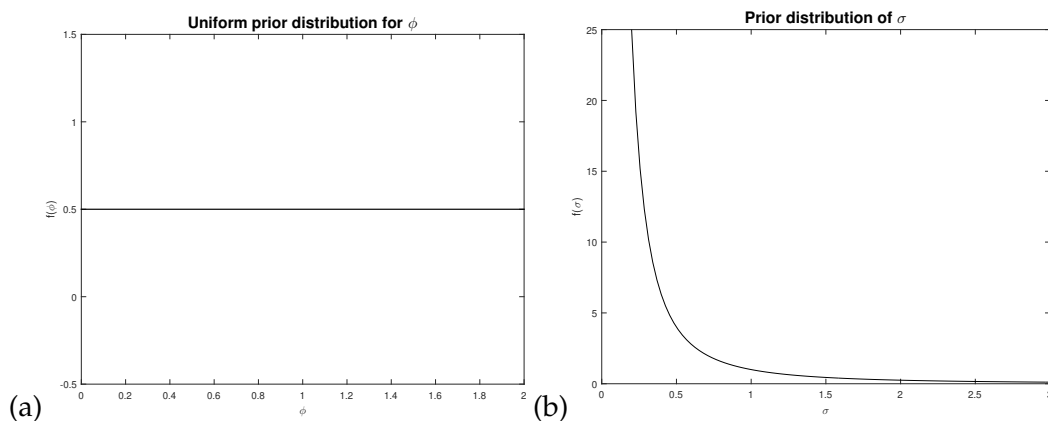 Uniform prior distribution for ϕ
1.5
1
0.5
0
-0.5
f(ϕ)
0 0.2 0.4 0.6 0.8 1 1.2 1.4 1.6 1.8 2
ϕ
(a)
Prior distribution of σ
25
20
15
10
5
0
f(σ)
0 0.5 1 1.5 2 2.5 3
σ
(b)